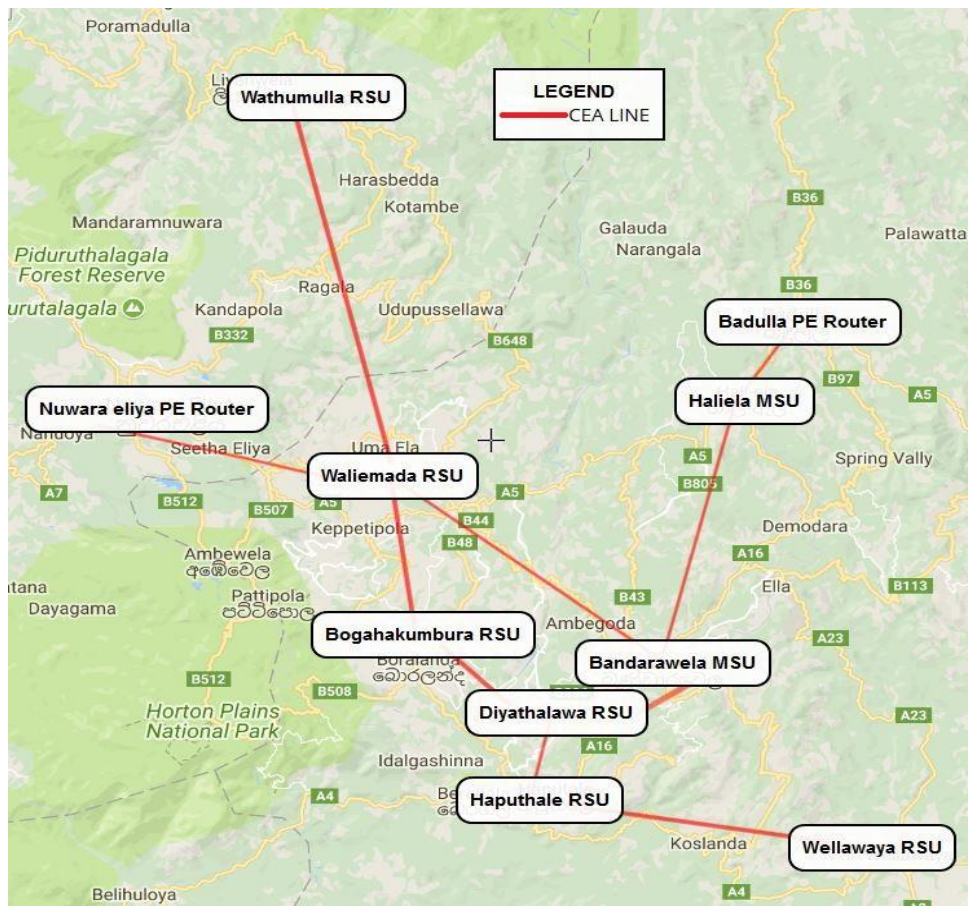 Poramadulla
Wathumulla RSU
LEGEND
CEA LINE
Harasbedda
Kotambe
B36
Mandaramnuwara
Galauda
Narangala
Palawatta
Piduruthalagala
Forest Reserve
Ragala
B36
urutalagala
Kandapola
Udupussellawa
Badulla PE Router
B332
B648
B97
A5
Nuwara eliya PE Router
Haliela MSU
Nanuoya
Seetha Eliya
Uma Ela
A5
Spring Vally
A7
Waliemada RSU
B805
B512
B507
A5
A5
Keppetipola
B44
B48
Demodara
Ambewela
අඹේවෙල
A16
Ella
B113
tana
Dayagama
Pattipola
පට්ටිපොල
B43
Ambegoda
Bogahakumbura RSU
A23
Boralanda
බොරලන්ද
Bandarawela MSU
B512
B508
Horton Plains
National Park
Diyathalawa RSU
A23
A16
Idalgashinna
A4
Haputhale RSU
Koslanda
Wellawaya RSU
Belihuloya
A4